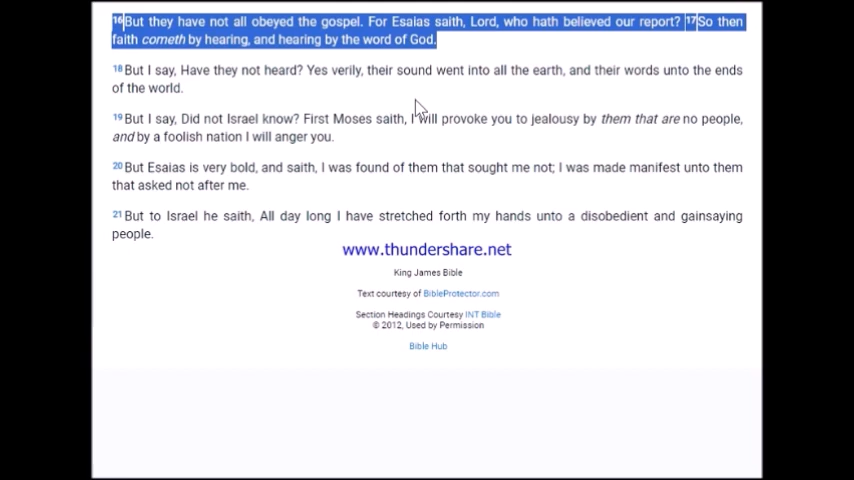 16But they have not all obeyed the gospel. For Esaias saith, Lord, who hath believed our report? 17So then
faith cometh by hearing, and hearing by the word of God.
18But I say, Have they not heard? Yes verily, their sound went into all the earth, and their words unto the ends
of the world.
19But I say, Did not Israel know? First Moses saith, I will provoke you to jealousy by them that are no people,
and by a foolish nation I will anger you.
20But Esaias is very bold, and saith, I was found of them that sought me not; I was made manifest unto them
that asked not after me.
21But to Israel he saith, All day long I have stretched forth my hands unto a disobedient and gainsaying
people.
www.thundershare.net
King James Bible
Text courtesy of BibleProtector.com
Section Headings Courtesy INT Bible
© 2012, Used by Permission
Bible Hub